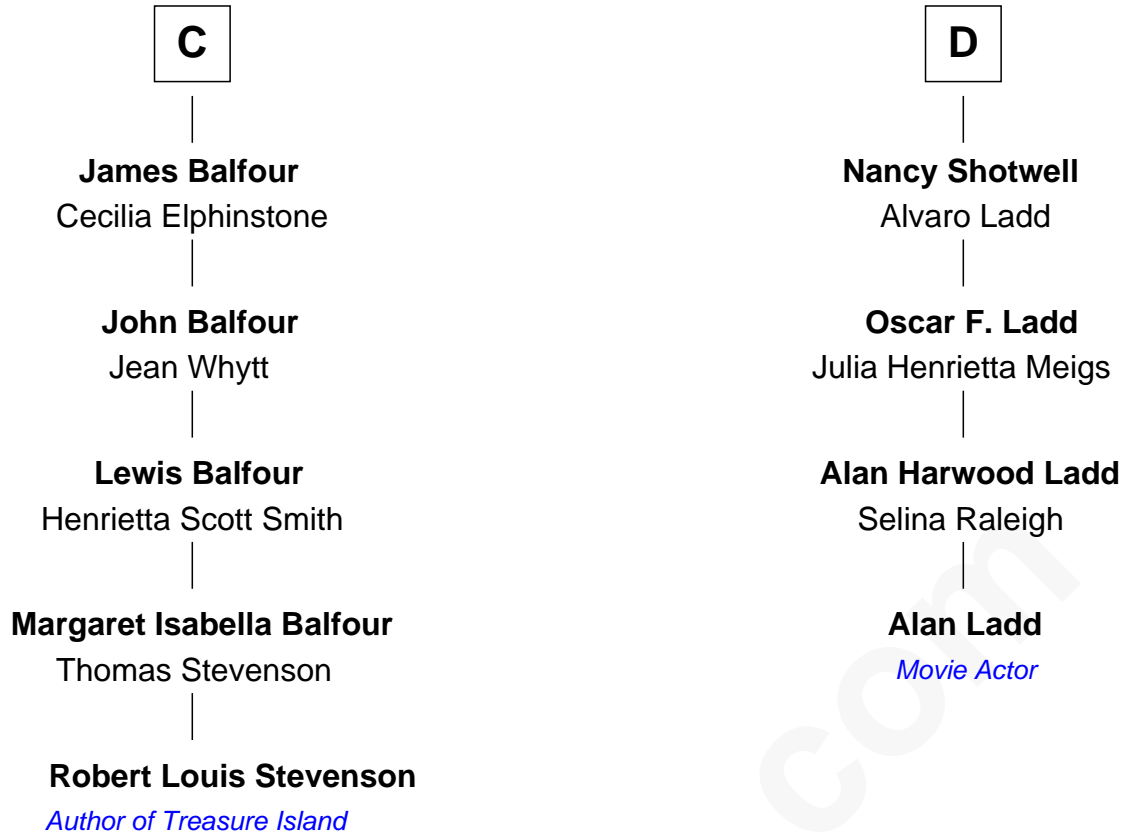 C
James Balfour
Cecilia Elphinstone
John Balfour
Jean Whytt
Lewis Balfour
Henrietta Scott Smith
Margaret Isabella Balfour
Thomas Stevenson
Robert Louis Stevenson
Author of Treasure Island
D
Nancy Shotwell
Alvaro Ladd
Oscar F. Ladd
Julia Henrietta Meigs
Alan Harwood Ladd
Selina Raleigh
Alan Ladd
Movie Actor
com